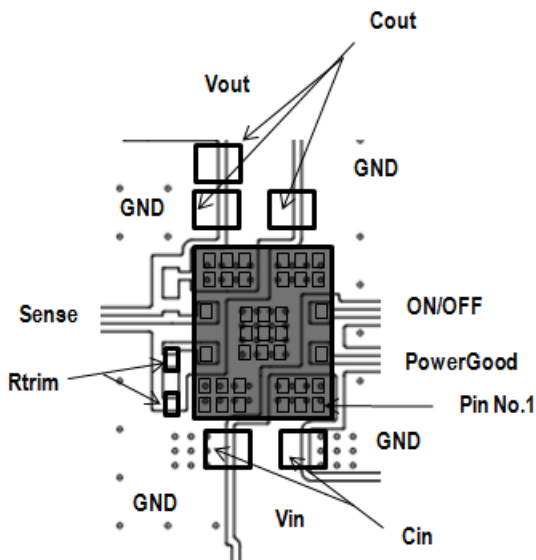 Cout
Vout
GND
GND
Sense
ON/OFF
PowerGood
Rtrim
Pin No.1
GND
GND
Vin
Cin